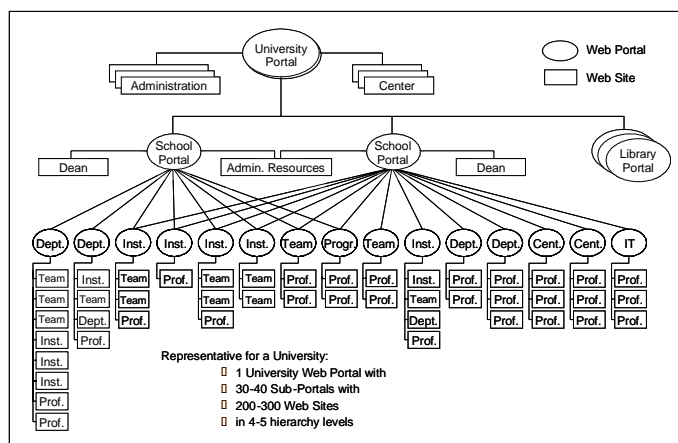 University
Portal
Web Portal
Web Site
Administration
Center
School
Portal
School
Portal
Library
Portal
Dean
Admin. Resources
Dean
Dept. Dept. Inst. Inst. Inst. Inst. Team Progr. Team Inst. Dept. Dept. Cent. Cent. IT
Team Inst. Team Prof. Team Team Prof. Prof. Prof. Inst. Prof. Prof. Prof. Prof. Prof.
Team Team Team Team Team Prof. Prof. Prof. Team Prof. Prof. Prof. Prof. Prof.
Team Dept. Prof. Prof. Dept. Prof. Prof. Prof. Prof.
Inst. Prof. Prof.
Inst.
Inst.
Prof.
Prof.
Representative for a University:
1 University Web Portal with
30-40 Sub-Portals with
200-300 Web Sites
in 4-5 hierarchy levels